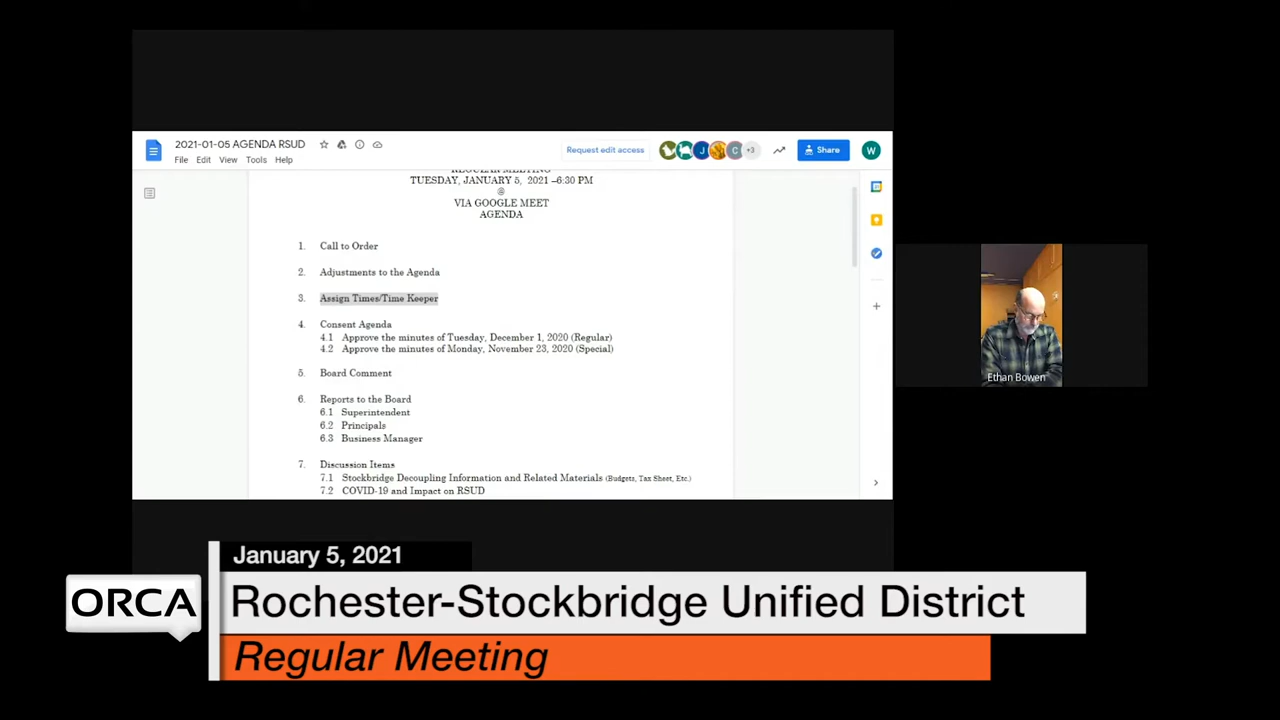 2021-01-05 AGENDA RSUD
File Edit View Tools Help
Request edit access
J
C
+3
Share
W
REGULAR MEETING
TUESDAY, JANUARY 5, 2021 –6:30 PM
@
VIA GOOGLE MEET
AGENDA
1. Call to Order
2. Adjustments to the Agenda
3. Assign Times/Time Keeper
4. Consent Agenda
4.1 Approve the minutes of Tuesday, December 1, 2020 (Regular)
4.2 Approve the minutes of Monday, November 23, 2020 (Special)
5. Board Comment
6. Reports to the Board
6.1 Superintendent
6.2 Principals
6.3 Business Manager
7. Discussion Items
7.1 Stockbridge Decoupling Information and Related Materials (Budgets, Tax Sheet, Etc.)
7.2 COVID-19 and Impact on RSUD
Ethan Bowen
January 5, 2021
ORCA
Rochester-Stockbridge Unified District
Regular Meeting